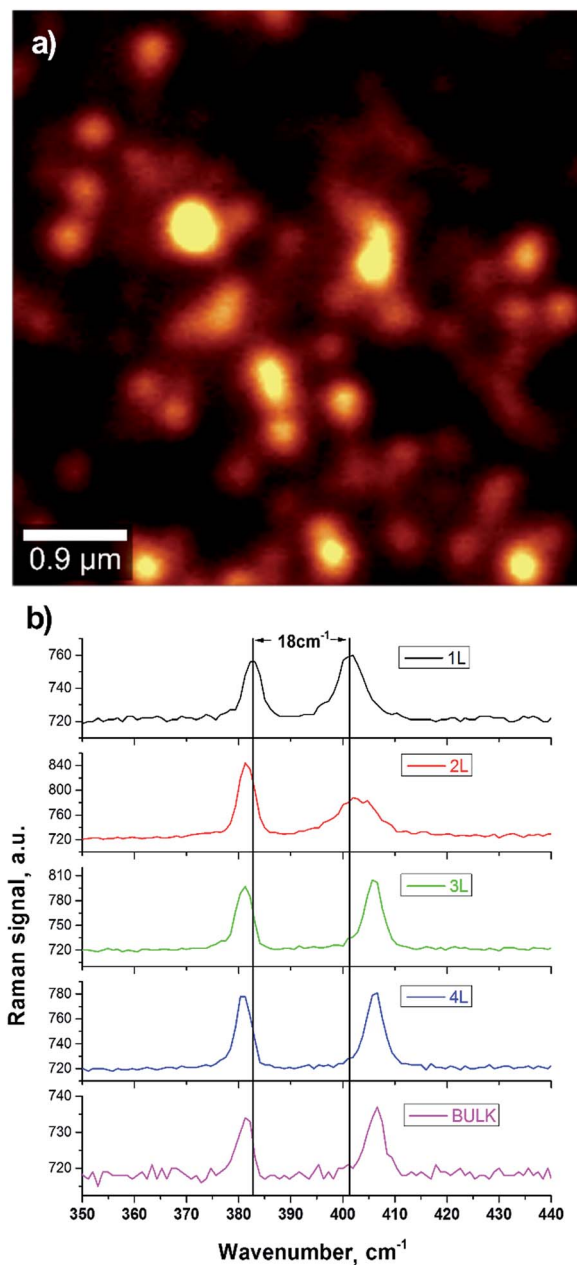 a)
0.9 μm
b)
18cm⁻¹
760
740
720
1L
840
800
760
720
2L
810
780
750
720
3L
780
760
740
720
4L
740
730
720
BULK
Raman signal, a.u.
350 360 370 380 390 400 410 420 430 440
Wavenumber, cm⁻¹